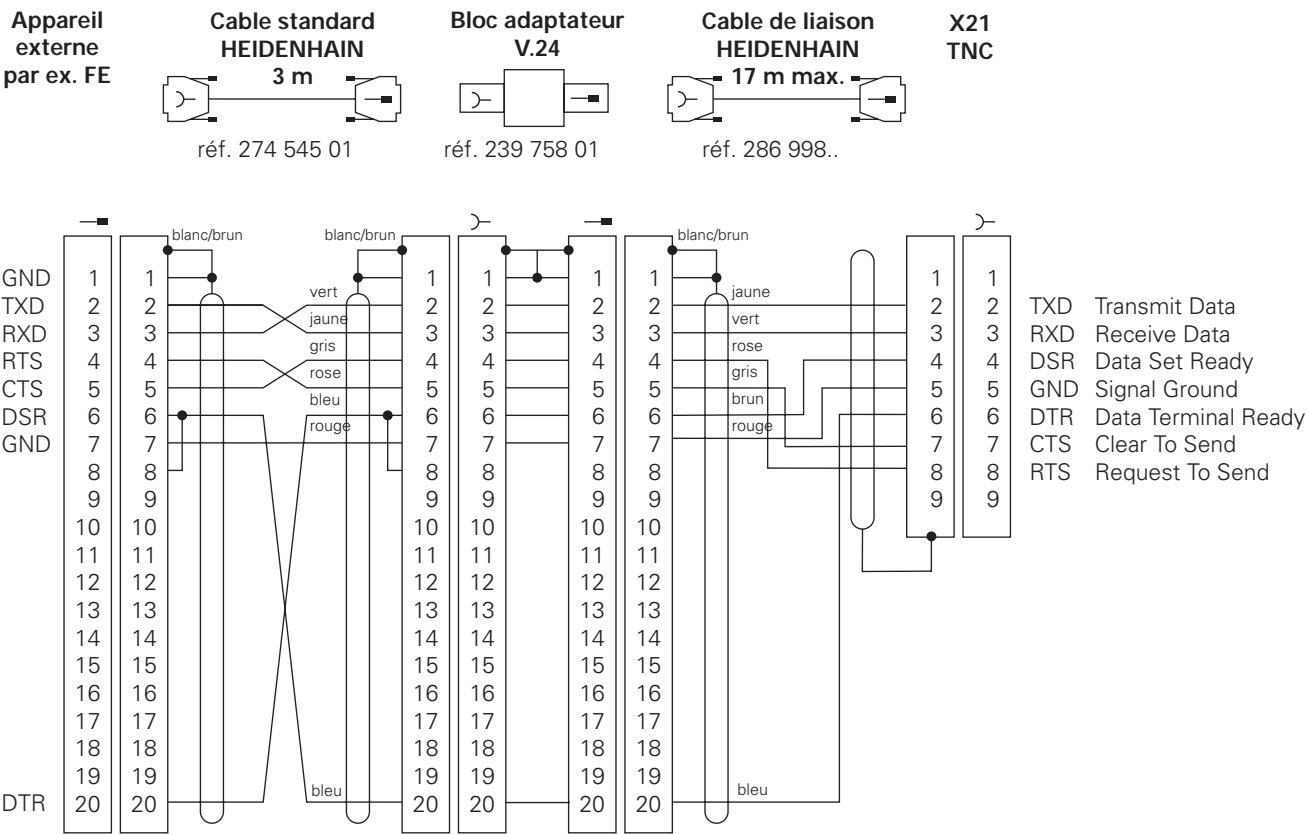 Appareil externe par ex. FE
Cable standard HEIDENHAIN 3 m
Bloc adaptateur V.24
Cable de liaison HEIDENHAIN 17 m max.
X21 TNC
réf. 274 545 01
réf. 239 758 01
réf. 286 998..
blanc/brun blanc/brun blanc/brun
GND 1 1 1 1 1 1 1 1
vert jaune
TXD 2 2 2 2 2 2 2 2 TXD Transmit Data
jaune vert
RXD 3 3 3 3 3 3 3 3 RXD Receive Data
gris rose
RTS 4 4 4 4 4 4 4 4 DSR Data Set Ready
rose gris
CTS 5 5 5 5 5 5 5 5 GND Signal Ground
bleu brun
DSR 6 6 6 6 6 6 6 6 DTR Data Terminal Ready
rouge rouge
GND 7 7 7 7 7 7 7 7 CTS Clear To Send
8 8 8 8 8 8 8 8 RTS Request To Send
9 9 9 9 9 9 9 9
10 10 10 10 10 10
11 11 11 11 11 11
12 12 12 12 12 12
13 13 13 13 13 13
14 14 14 14 14 14
15 15 15 15 15 15
16 16 16 16 16 16
17 17 17 17 17 17
18 18 18 18 18 18
19 19 19 19 19 19
bleu bleu
DTR 20 20 20 20 20 20